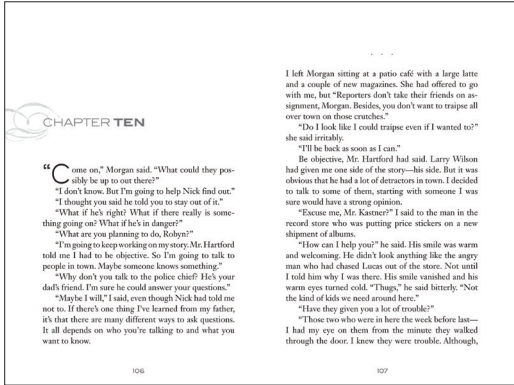 CHAPTER TEN
“Come on,” Morgan said. “What could they pos-
sibly be up to out there?”
“I don’t know. But I’m going to help Nick find out.”
“I thought you said he told you to stay out of it.”
“What if he’s right? What if there really is some-
thing going on? What if he’s in danger?”
“What are you planning to do, Robyn?”
“I’m going to keep working on my story. Mr. Hartford
told me I had to be objective. So I’m going to talk to
people in town. Maybe someone knows something.”
“Why don’t you talk to the police chief? He’s your
dad’s friend. I’m sure he could answer your questions.”
“Maybe I will,” I said, even though Nick had told me
not to. If there’s one thing I’ve learned from my father,
it’s that there are many different ways to ask questions.
It all depends on who you’re talking to and what you
want to know.
106
. . .
I left Morgan sitting at a patio café with a large latte
and a couple of new magazines. She had offered to go
with me, but “Reporters don’t take their friends on as-
signment, Morgan. Besides, you don’t want to traipse all
over town on those crutches.”
“Do I look like I could traipse even if I wanted to?”
she said irritably.
“I’ll be back as soon as I can.”
Be objective, Mr. Hartford had said. Larry Wilson
had given me one side of the story—his side. But it was
obvious that he had a lot of detractors in town. I decided
to talk to some of them, starting with someone I was
sure would have a strong opinion.
“Excuse me, Mr. Kastner?” I said to the man in the
record store who was putting price stickers on a new
shipment of albums.
“How can I help you?” he said. His smile was warm
and welcoming. He didn’t look anything like the angry
man who had chased Lucas out of the store. Not until
I told him why I was there. His smile vanished and his
warm eyes turned cold. “Thugs,” he said bitterly. “Not
the kind of kids we need around here.”
“Have they given you a lot of trouble?”
“Those two who were in here the week before last—
I had my eye on them from the minute they walked
through the door. I knew they were trouble. Although,
107